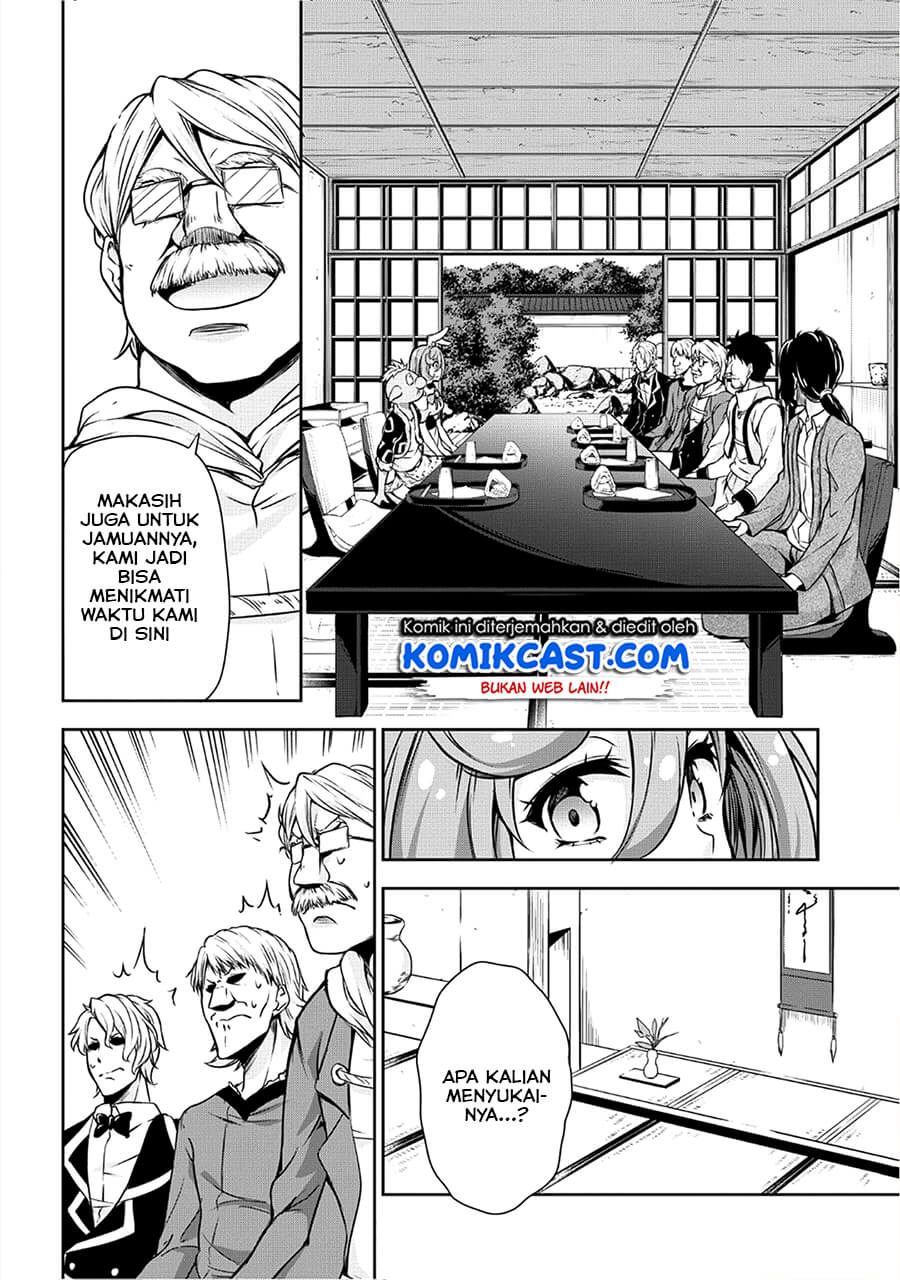 MAKASIH
JUGA UNTUK
JAMUANNYA,
KAMI JADI
BISA
MENIKMATI
WAKTU KAMI
DI SINI
Komik ini diterjemahkan & diedit oleh
KOMIKCAST.COM
BUKAN WEB LAIN!!
APA KALIAN
MENYUKAI-
NYA...?